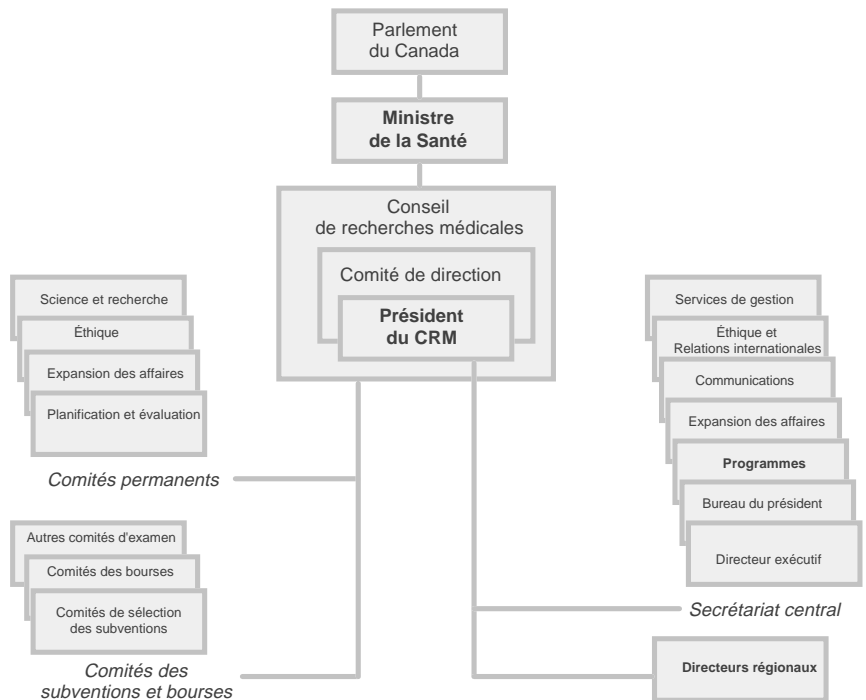 Parlement
du Canada
Ministre
de la Santé
Conseil
de recherches médicales
Comité de direction
Président
du CRM
Science et recherche
Éthique
Expansion des affaires
Planification et évaluation
Comités permanents
Autres comités d'examen
Comités des bourses
Comités de sélection
des subventions
Comités des
subventions et bourses
Services de gestion
Éthique et
Relations internationales
Communications
Expansion des affaires
Programmes
Bureau du président
Directeur exécutif
Secrétariat central
Directeurs régionaux